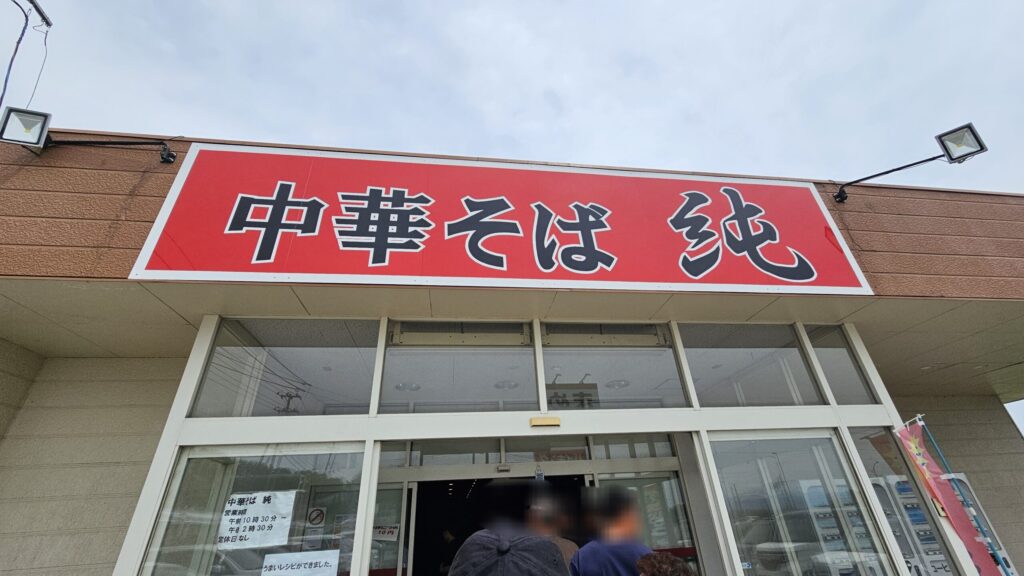 中華そば 純
中華そば 純
営業時間
午前10時30分〜
午後2時30分
定休日 なし
うまいレシピができました。